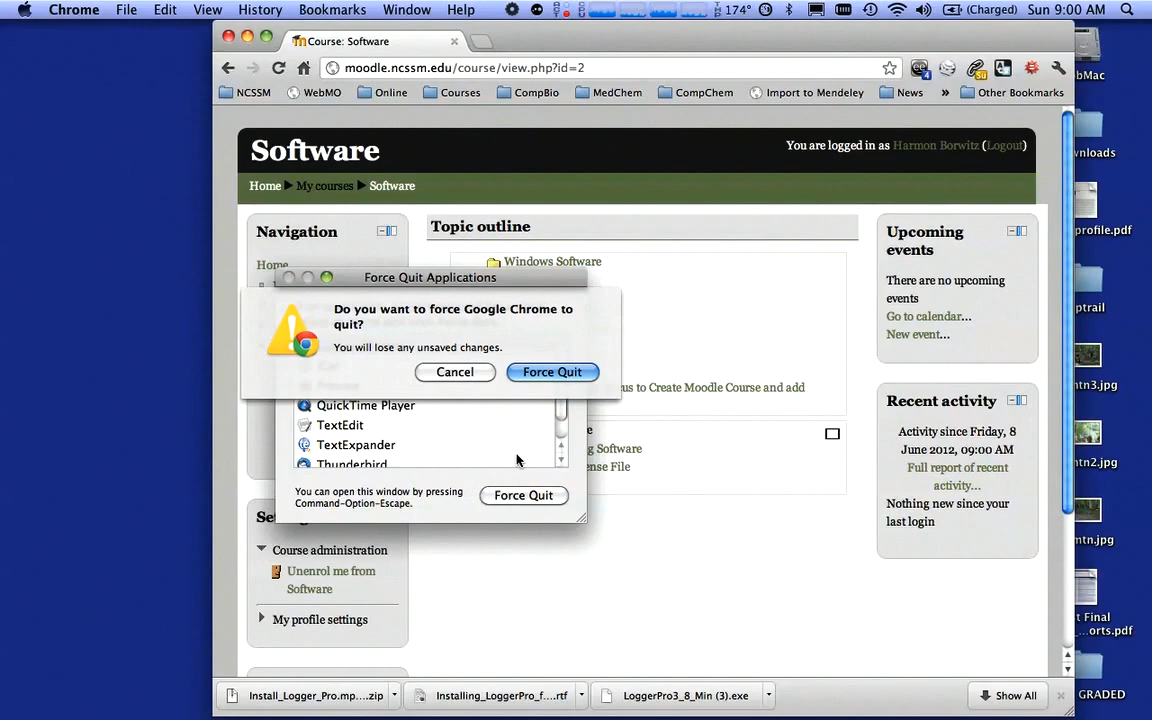 Chrome File Edit View History Bookmarks Window Help 174° (Charged) Sun 9:00 AM
Course: Software
moodle.ncssm.edu/course/view.php?id=2
NCSSM WebMO Online Courses CompBio MedChem CompChem Import to Mendeley News » Other Bookmarks
Software
You are logged in as Harmon Borwitz (Logout)
Home ► My courses ► Software
Navigation
Home
Topic outline
Windows Software
Upcoming
events
There are no upcoming
events
Go to calendar...
New event...
Force Quit Applications
Do you want to force Google Chrome to
quit?
You will lose any unsaved changes.
Cancel
Force Quit
QuickTime Player
TextEdit
TextExpander
Thunderbird
You can open this window by pressing
Command-Option-Escape.
Force Quit
to Create Moodle Course and add
Software
File
Recent activity
Activity since Friday, 8
June 2012, 09:00 AM
Full report of recent
activity...
Nothing new since your
last login
Course administration
Unenrol me from
Software
My profile settings
Install_Logger_Pro.mp....zip
Installing_LoggerPro_f....rtf
LoggerPro3_8_Min (3).exe
Show All
bMac
wnloads
profile.pdf
ptrail
ntn3.jpg
ntn2.jpg
ntn.jpg
t Final
_...orts.pdf
GRADED